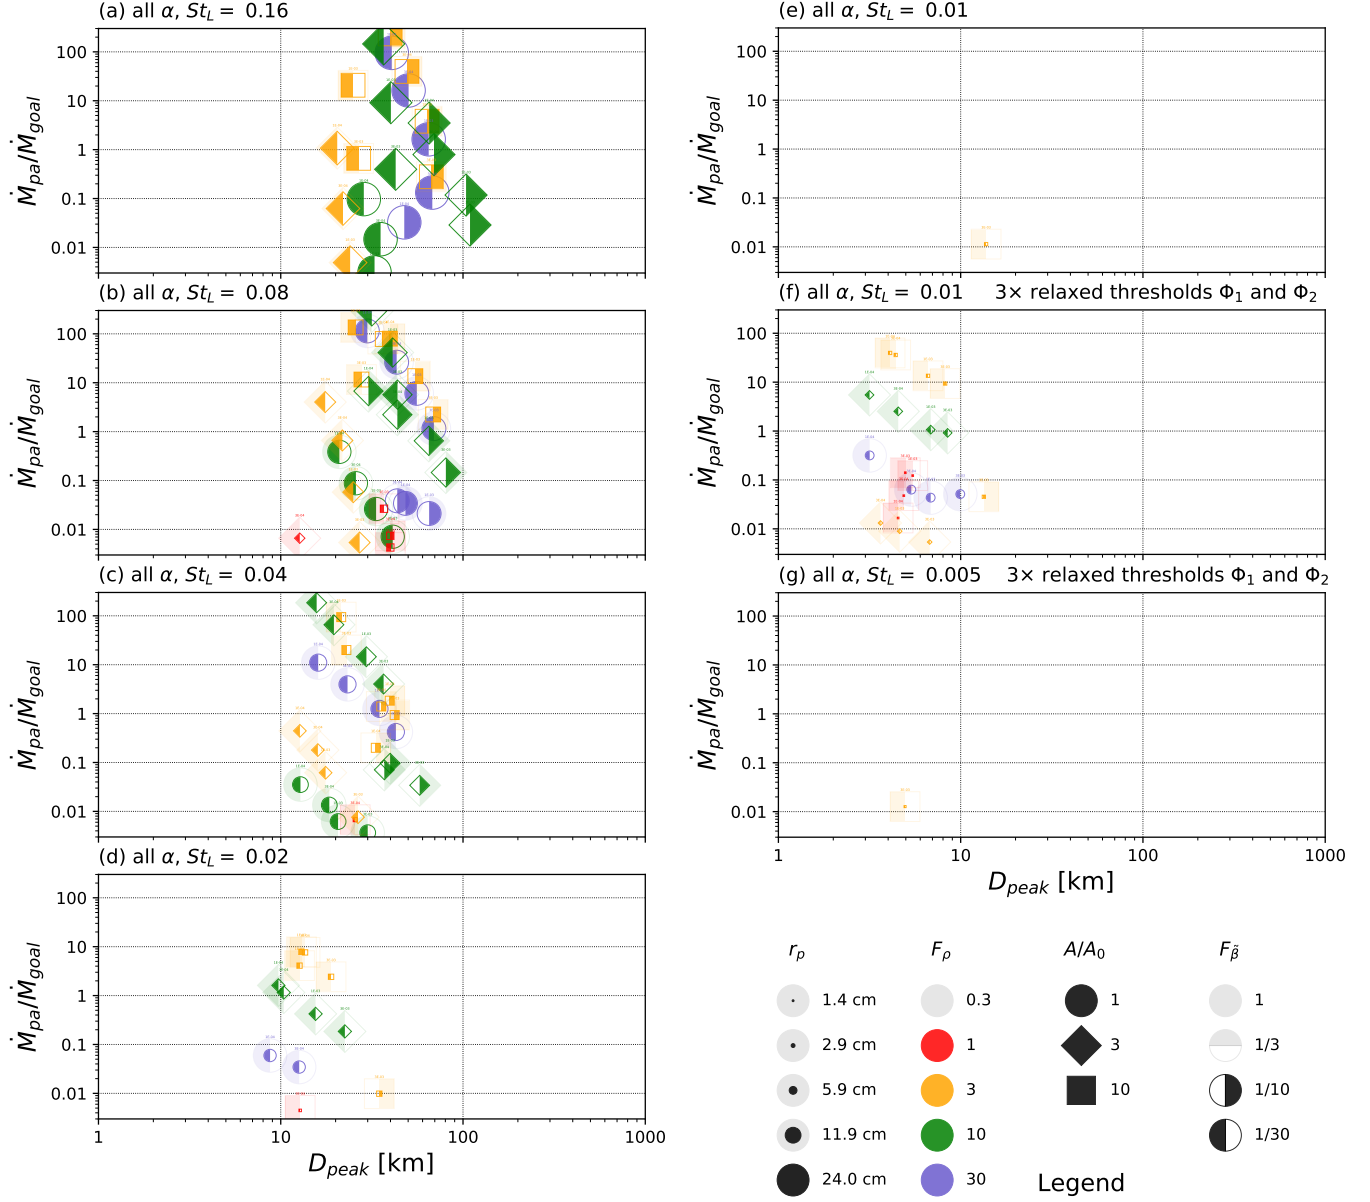 (a) all α, St_L = 0.16
100
10
1
0.1
0.01
Ṁ_pa/Ṁ_goal
(b) all α, St_L = 0.08
100
10
1
0.1
0.01
Ṁ_pa/Ṁ_goal
(c) all α, St_L = 0.04
100
10
1
0.1
0.01
Ṁ_pa/Ṁ_goal
(d) all α, St_L = 0.02
100
10
1
0.1
0.01
Ṁ_pa/Ṁ_goal
1 10 100 1000
D_peak [km]
(e) all α, St_L = 0.01
100
10
1
0.1
0.01
Ṁ_pa/Ṁ_goal
(f) all α, St_L = 0.01 3× relaxed thresholds Φ₁ and Φ₂
100
10
1
0.1
0.01
Ṁ_pa/Ṁ_goal
(g) all α, St_L = 0.005 3× relaxed thresholds Φ₁ and Φ₂
100
10
1
0.1
0.01
Ṁ_pa/Ṁ_goal
1 10 100 1000
D_peak [km]
r_p F_ρ A/A₀ F_β̃
1.4 cm 0.3 1 1
2.9 cm 1 3 1/3
5.9 cm 3 10 1/10
11.9 cm 10 1/30
24.0 cm 30 Legend